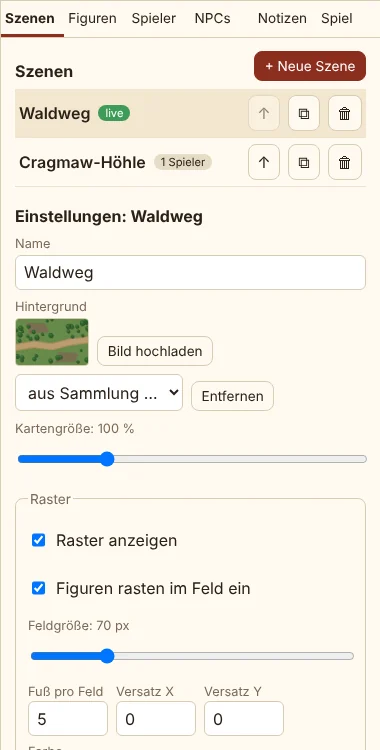 Szenen Figuren Spieler NPCs Notizen Spiel
Szenen + Neue Szene
Waldweg live ↑
Cragmaw-Höhle 1 Spieler ↑
Einstellungen: Waldweg
Name
Waldweg
Hintergrund
Bild hochladen
aus Sammlung ... Entfernen
Kartengröße: 100 %
Raster
Raster anzeigen
Figuren rasten im Feld ein
Feldgröße: 70 px
Fuß pro Feld Versatz X Versatz Y
5 0 0